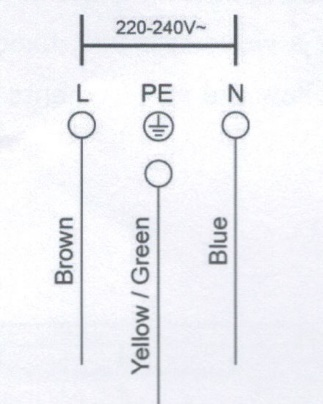 220-240V~
L PE N
Brown
Yellow / Green
Blue